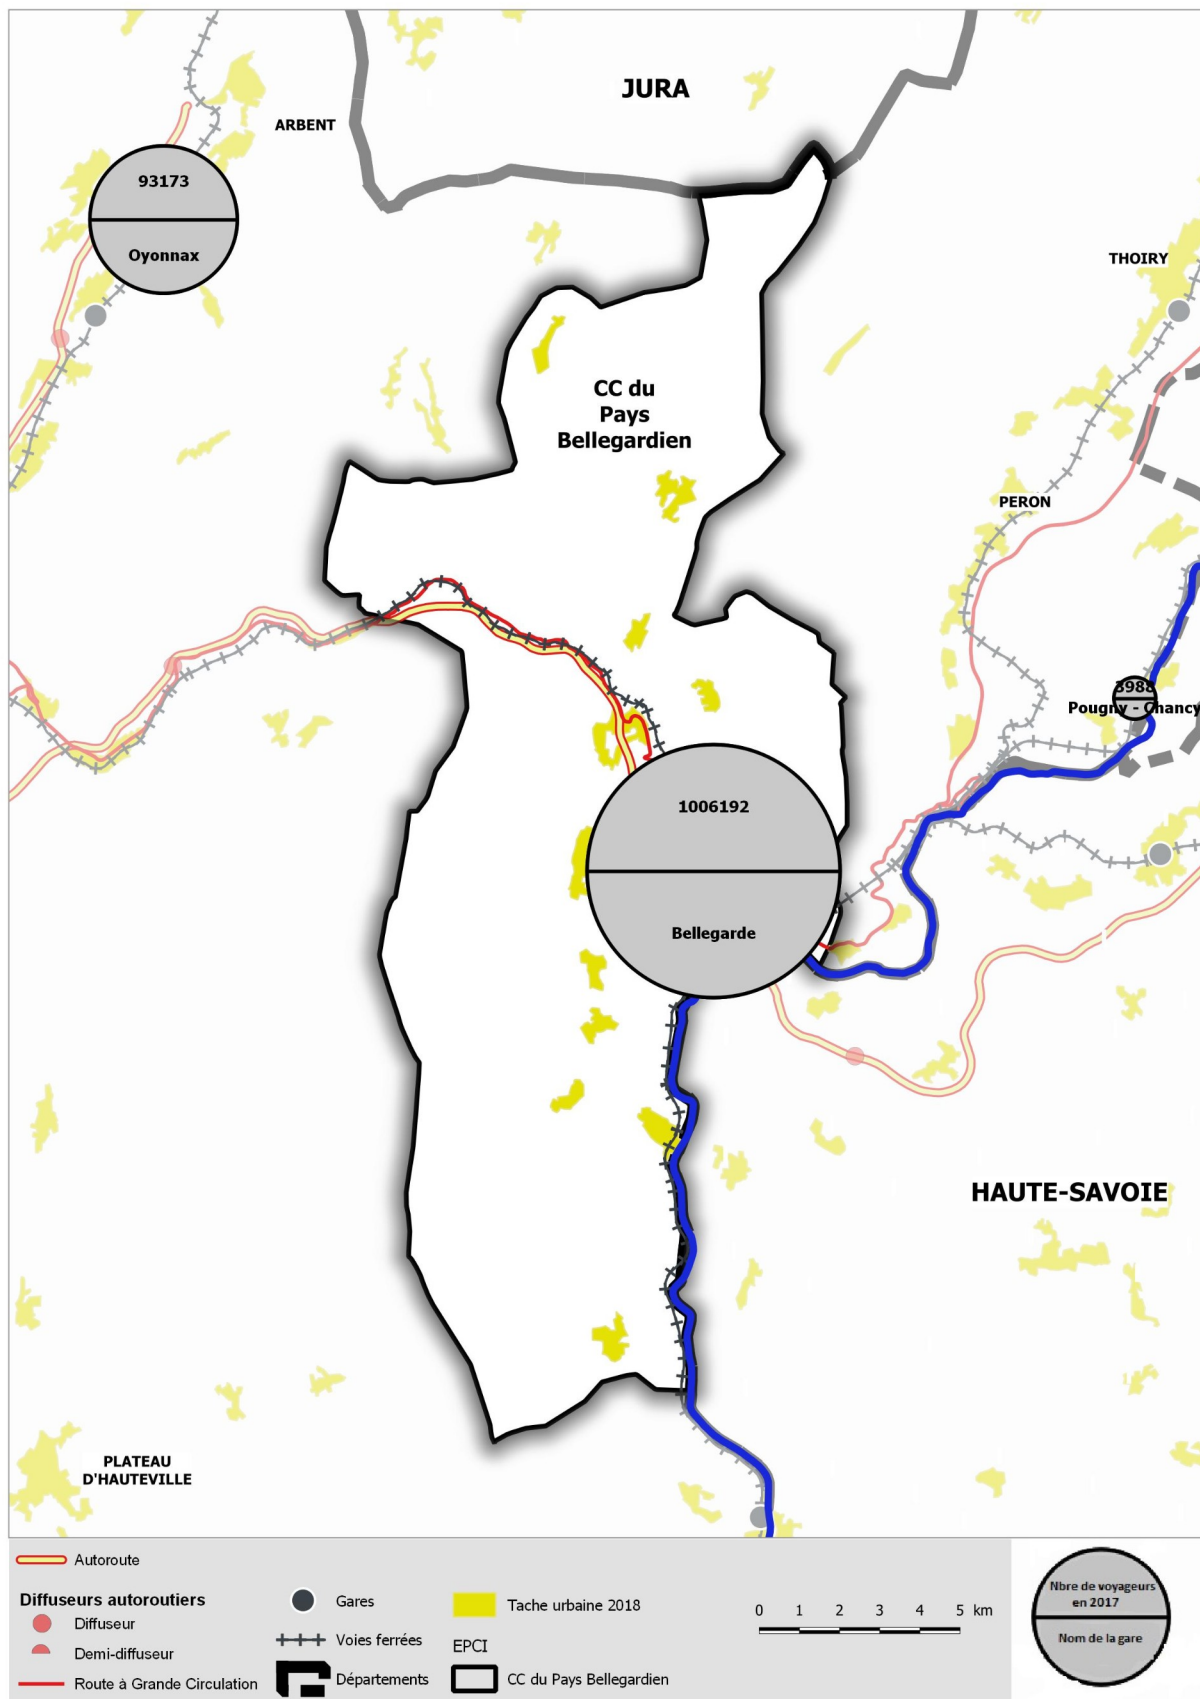 JURA
ARBENT
93173
Oyonnax
THOIRY
CC du
Pays
Bellegardien
PERON
3988
Pougny - Chancy
1006192
Bellegarde
HAUTE-SAVOIE
PLATEAU
D'HAUTEVILLE
Autoroute
Diffuseurs autoroutiers
Diffuseur
Demi-diffuseur
Route à Grande Circulation
Gares
Voies ferrées
Départements
Tache urbaine 2018
EPCI
CC du Pays Bellegardien
0 1 2 3 4 5 km
Nbre de voyageurs
en 2017
Nom de la gare